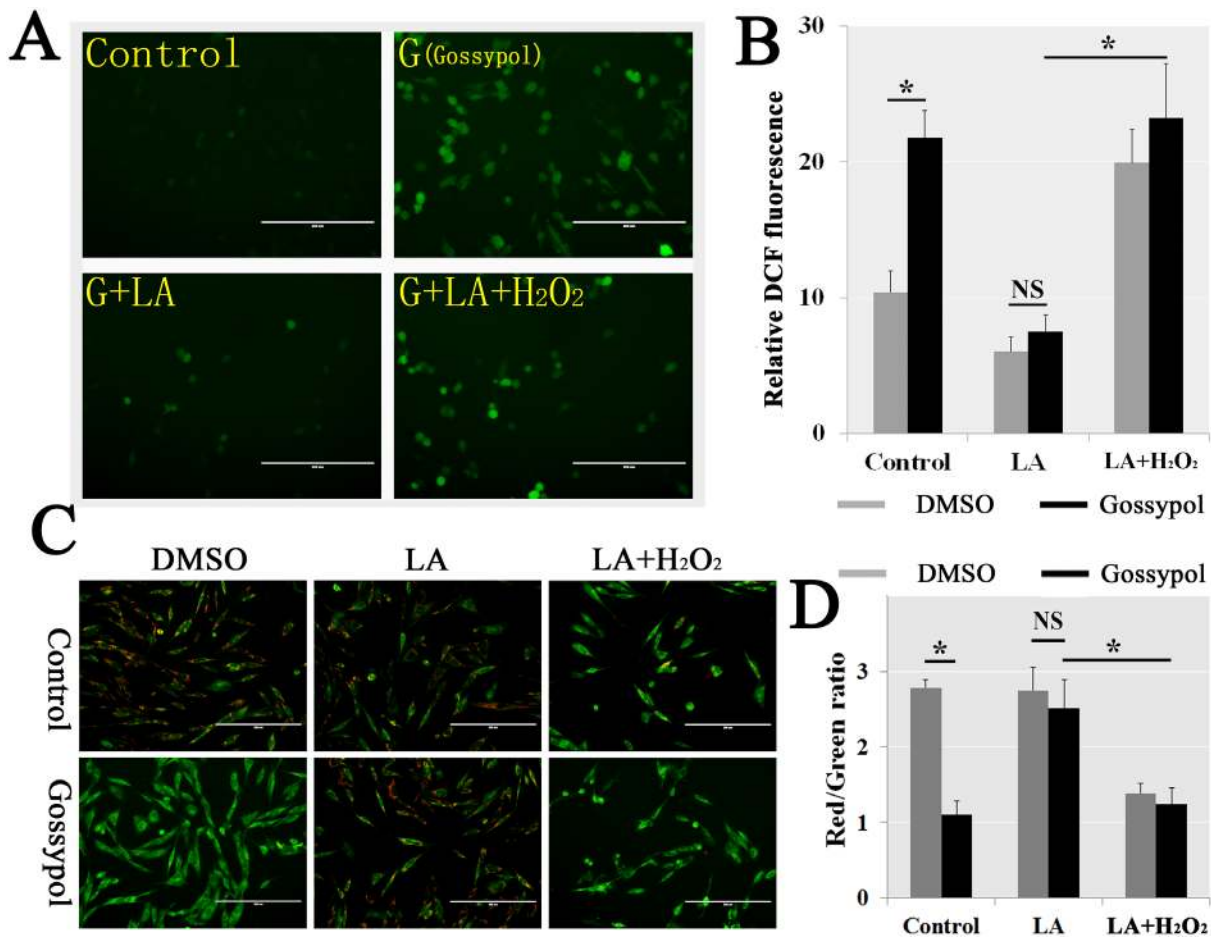 A
Control
G(Gossypol)
G+LA
G+LA+H₂O₂
B
Relative DCF fluorescence
30
20
10
0
*
NS
*
Control LA LA+H₂O₂
DMSO Gossypol
C
DMSO LA LA+H₂O₂
Control
Gossypol
DMSO Gossypol
D
Red/Green ratio
3
2
1
0
*
NS
*
Control LA LA+H₂O₂